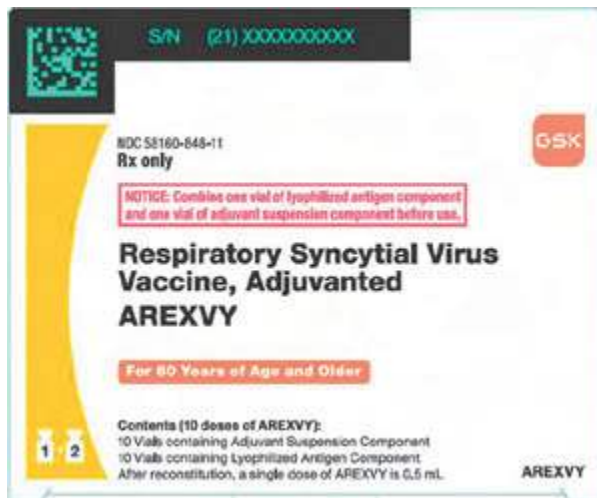 S/N (21) XXXXXXXXXXX
NDC 58160-848-11
Rx only
GSK
NOTICE: Combine one vial of lyophilized antigen component
and one vial of adjuvant suspension component before use.
Respiratory Syncytial Virus
Vaccine, Adjuvanted
AREXVY
For 60 Years of Age and Older
Contents (10 doses of AREXVY):
10 Vials containing Adjuvant Suspension Component
10 Vials containing Lyophilized Antigen Component
After reconstitution, a single dose of AREXVY is 0.5 mL
1 2
AREXVY